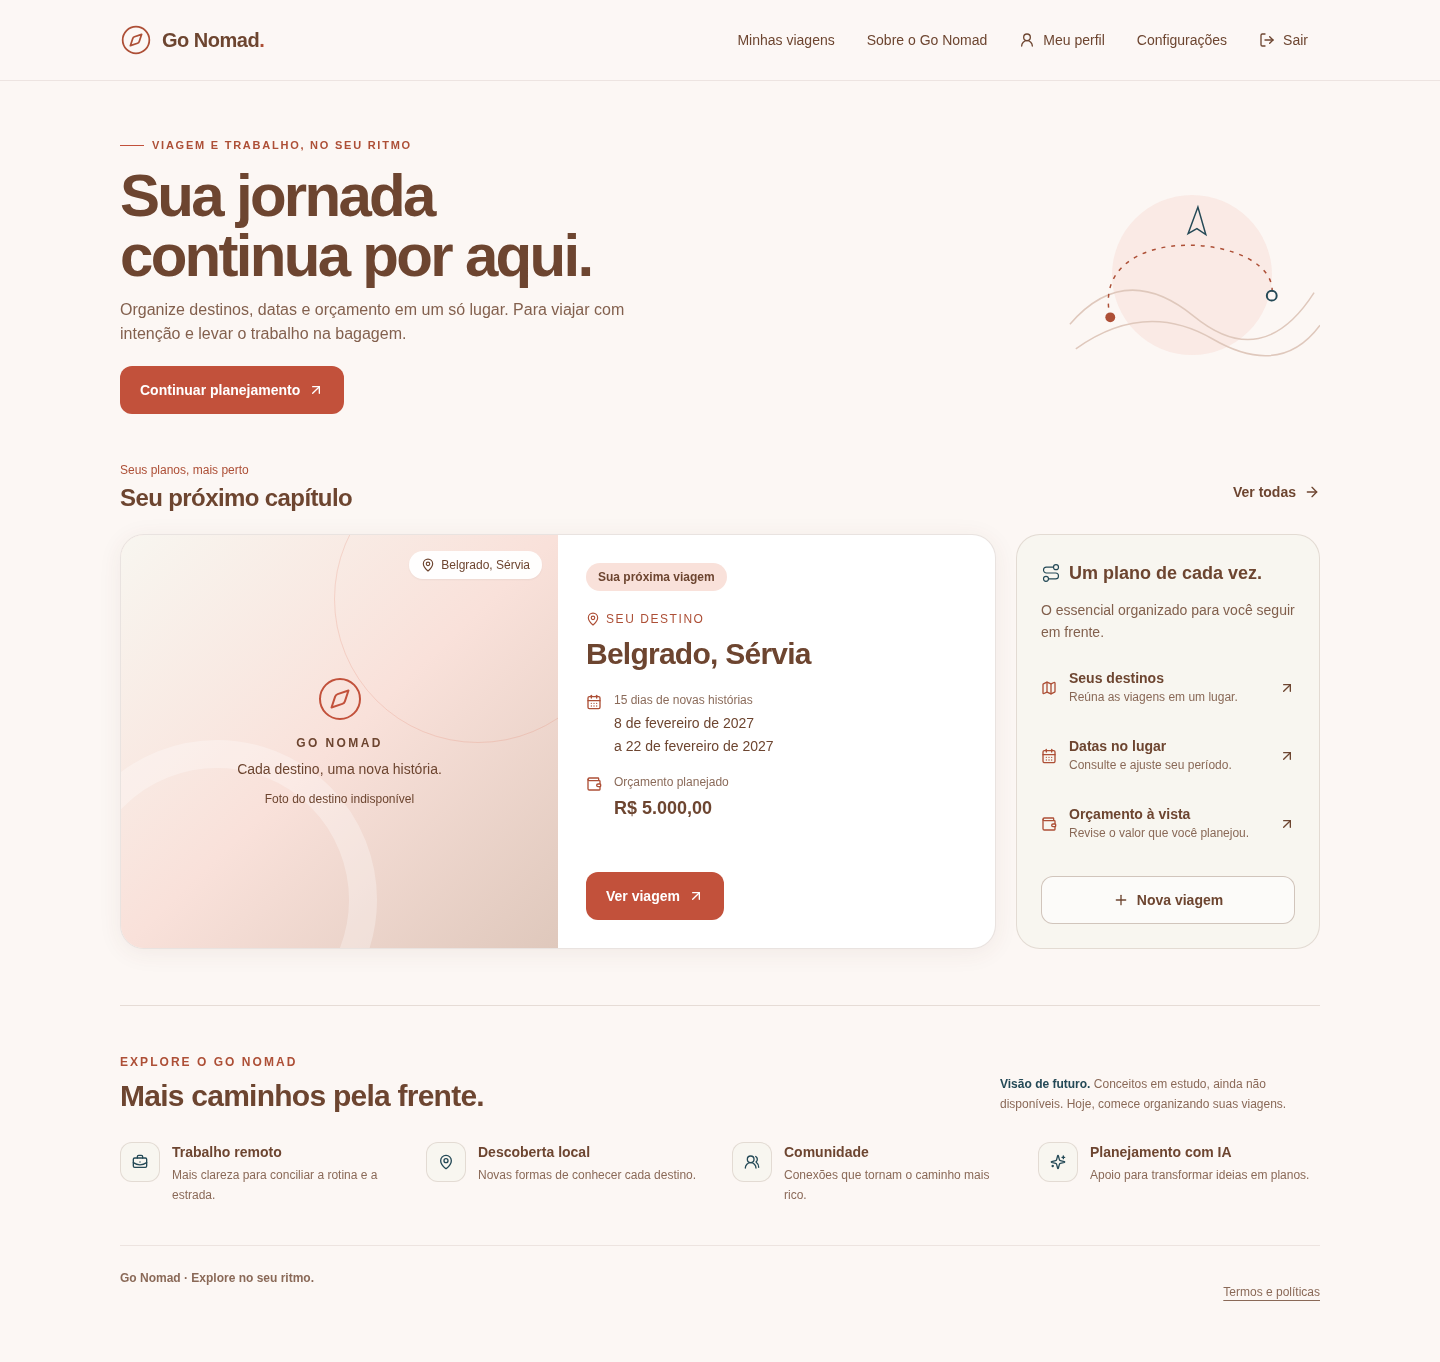 Go Nomad.
Minhas viagens
Sobre o Go Nomad
Meu perfil
Configurações
Sair
VIAGEM E TRABALHO, NO SEU RITMO
Sua jornada
continua por aqui.
Organize destinos, datas e orçamento em um só lugar. Para viajar com
intenção e levar o trabalho na bagagem.
Continuar planejamento
Seus planos, mais perto
Seu próximo capítulo
Ver todas
Belgrado, Sérvia
GO NOMAD
Cada destino, uma nova história.
Foto do destino indisponível
Sua próxima viagem
SEU DESTINO
Belgrado, Sérvia
15 dias de novas histórias
8 de fevereiro de 2027
a 22 de fevereiro de 2027
Orçamento planejado
R$ 5.000,00
Ver viagem
Um plano de cada vez.
O essencial organizado para você seguir
em frente.
Seus destinos
Reúna as viagens em um lugar.
Datas no lugar
Consulte e ajuste seu período.
Orçamento à vista
Revise o valor que você planejou.
Nova viagem
EXPLORE O GO NOMAD
Mais caminhos pela frente.
Visão de futuro. Conceitos em estudo, ainda não
disponíveis. Hoje, comece organizando suas viagens.
Trabalho remoto
Mais clareza para conciliar a rotina e a
estrada.
Descoberta local
Novas formas de conhecer cada destino.
Comunidade
Conexões que tornam o caminho mais
rico.
Planejamento com IA
Apoio para transformar ideias em planos.
Go Nomad · Explore no seu ritmo.
Termos e políticas